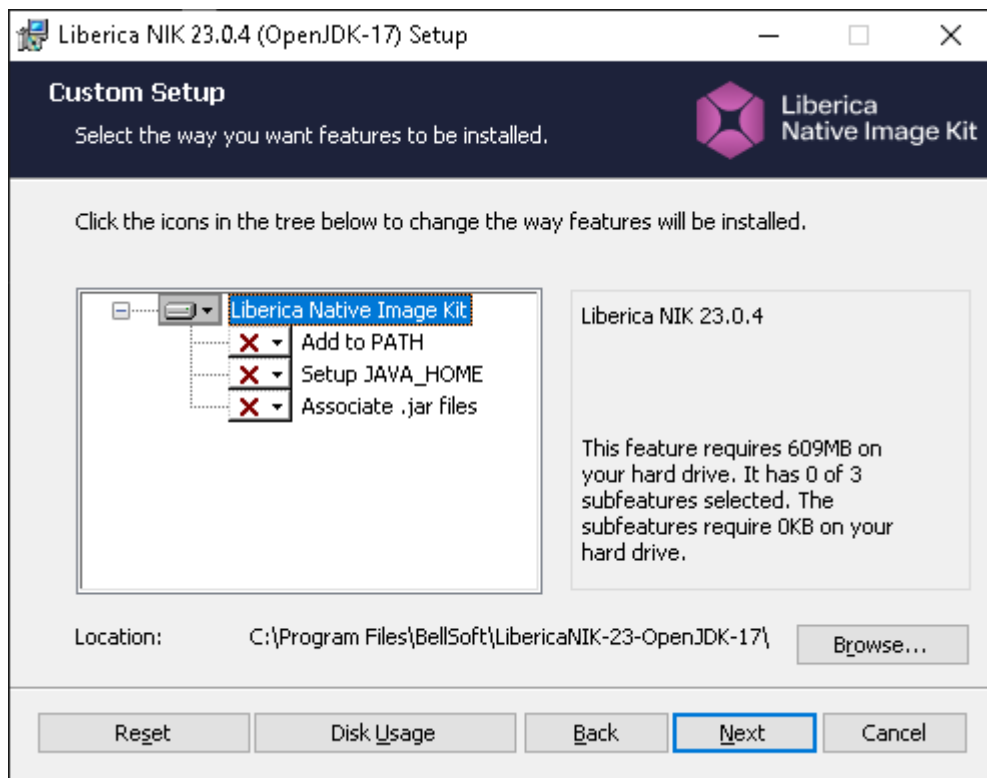 Liberica NIK 23.0.4 (OpenJDK-17) Setup
Custom Setup
Select the way you want features to be installed.
Liberica
Native Image Kit
Click the icons in the tree below to change the way features will be installed.
Liberica Native Image Kit
Add to PATH
Setup JAVA_HOME
Associate .jar files
Liberica NIK 23.0.4
This feature requires 609MB on
your hard drive. It has 0 of 3
subfeatures selected. The
subfeatures require 0KB on your
hard drive.
Location: C:\Program Files\BellSoft\LibericaNIK-23-OpenJDK-17\ Browse...
Reset Disk Usage Back Next Cancel